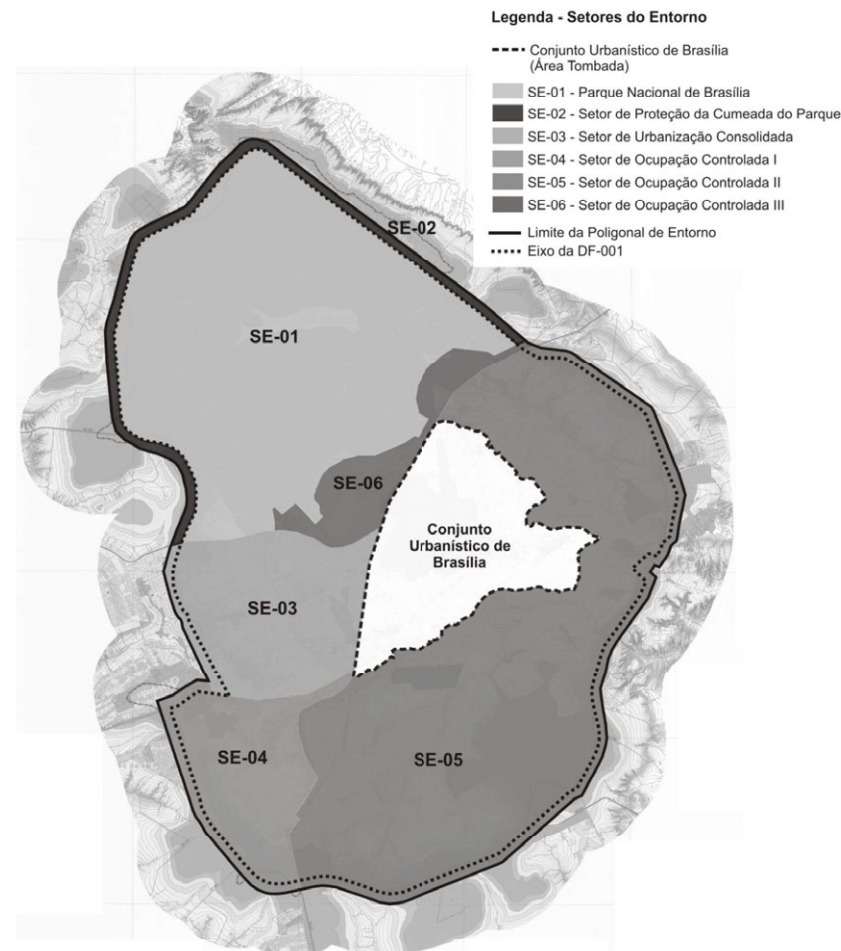 Legenda - Setores do Entorno
Conjunto Urbanístico de Brasília
(Área Tombada)
SE-01 - Parque Nacional de Brasília
SE-02 - Setor de Proteção da Cumeada do Parque
SE-03 - Setor de Urbanização Consolidada
SE-04 - Setor de Ocupação Controlada I
SE-05 - Setor de Ocupação Controlada II
SE-06 - Setor de Ocupação Controlada III
Limite da Poligonal de Entorno
Eixo da DF-001
SE-02
SE-01
SE-06
Conjunto
Urbanístico de
Brasília
SE-03
SE-04
SE-05